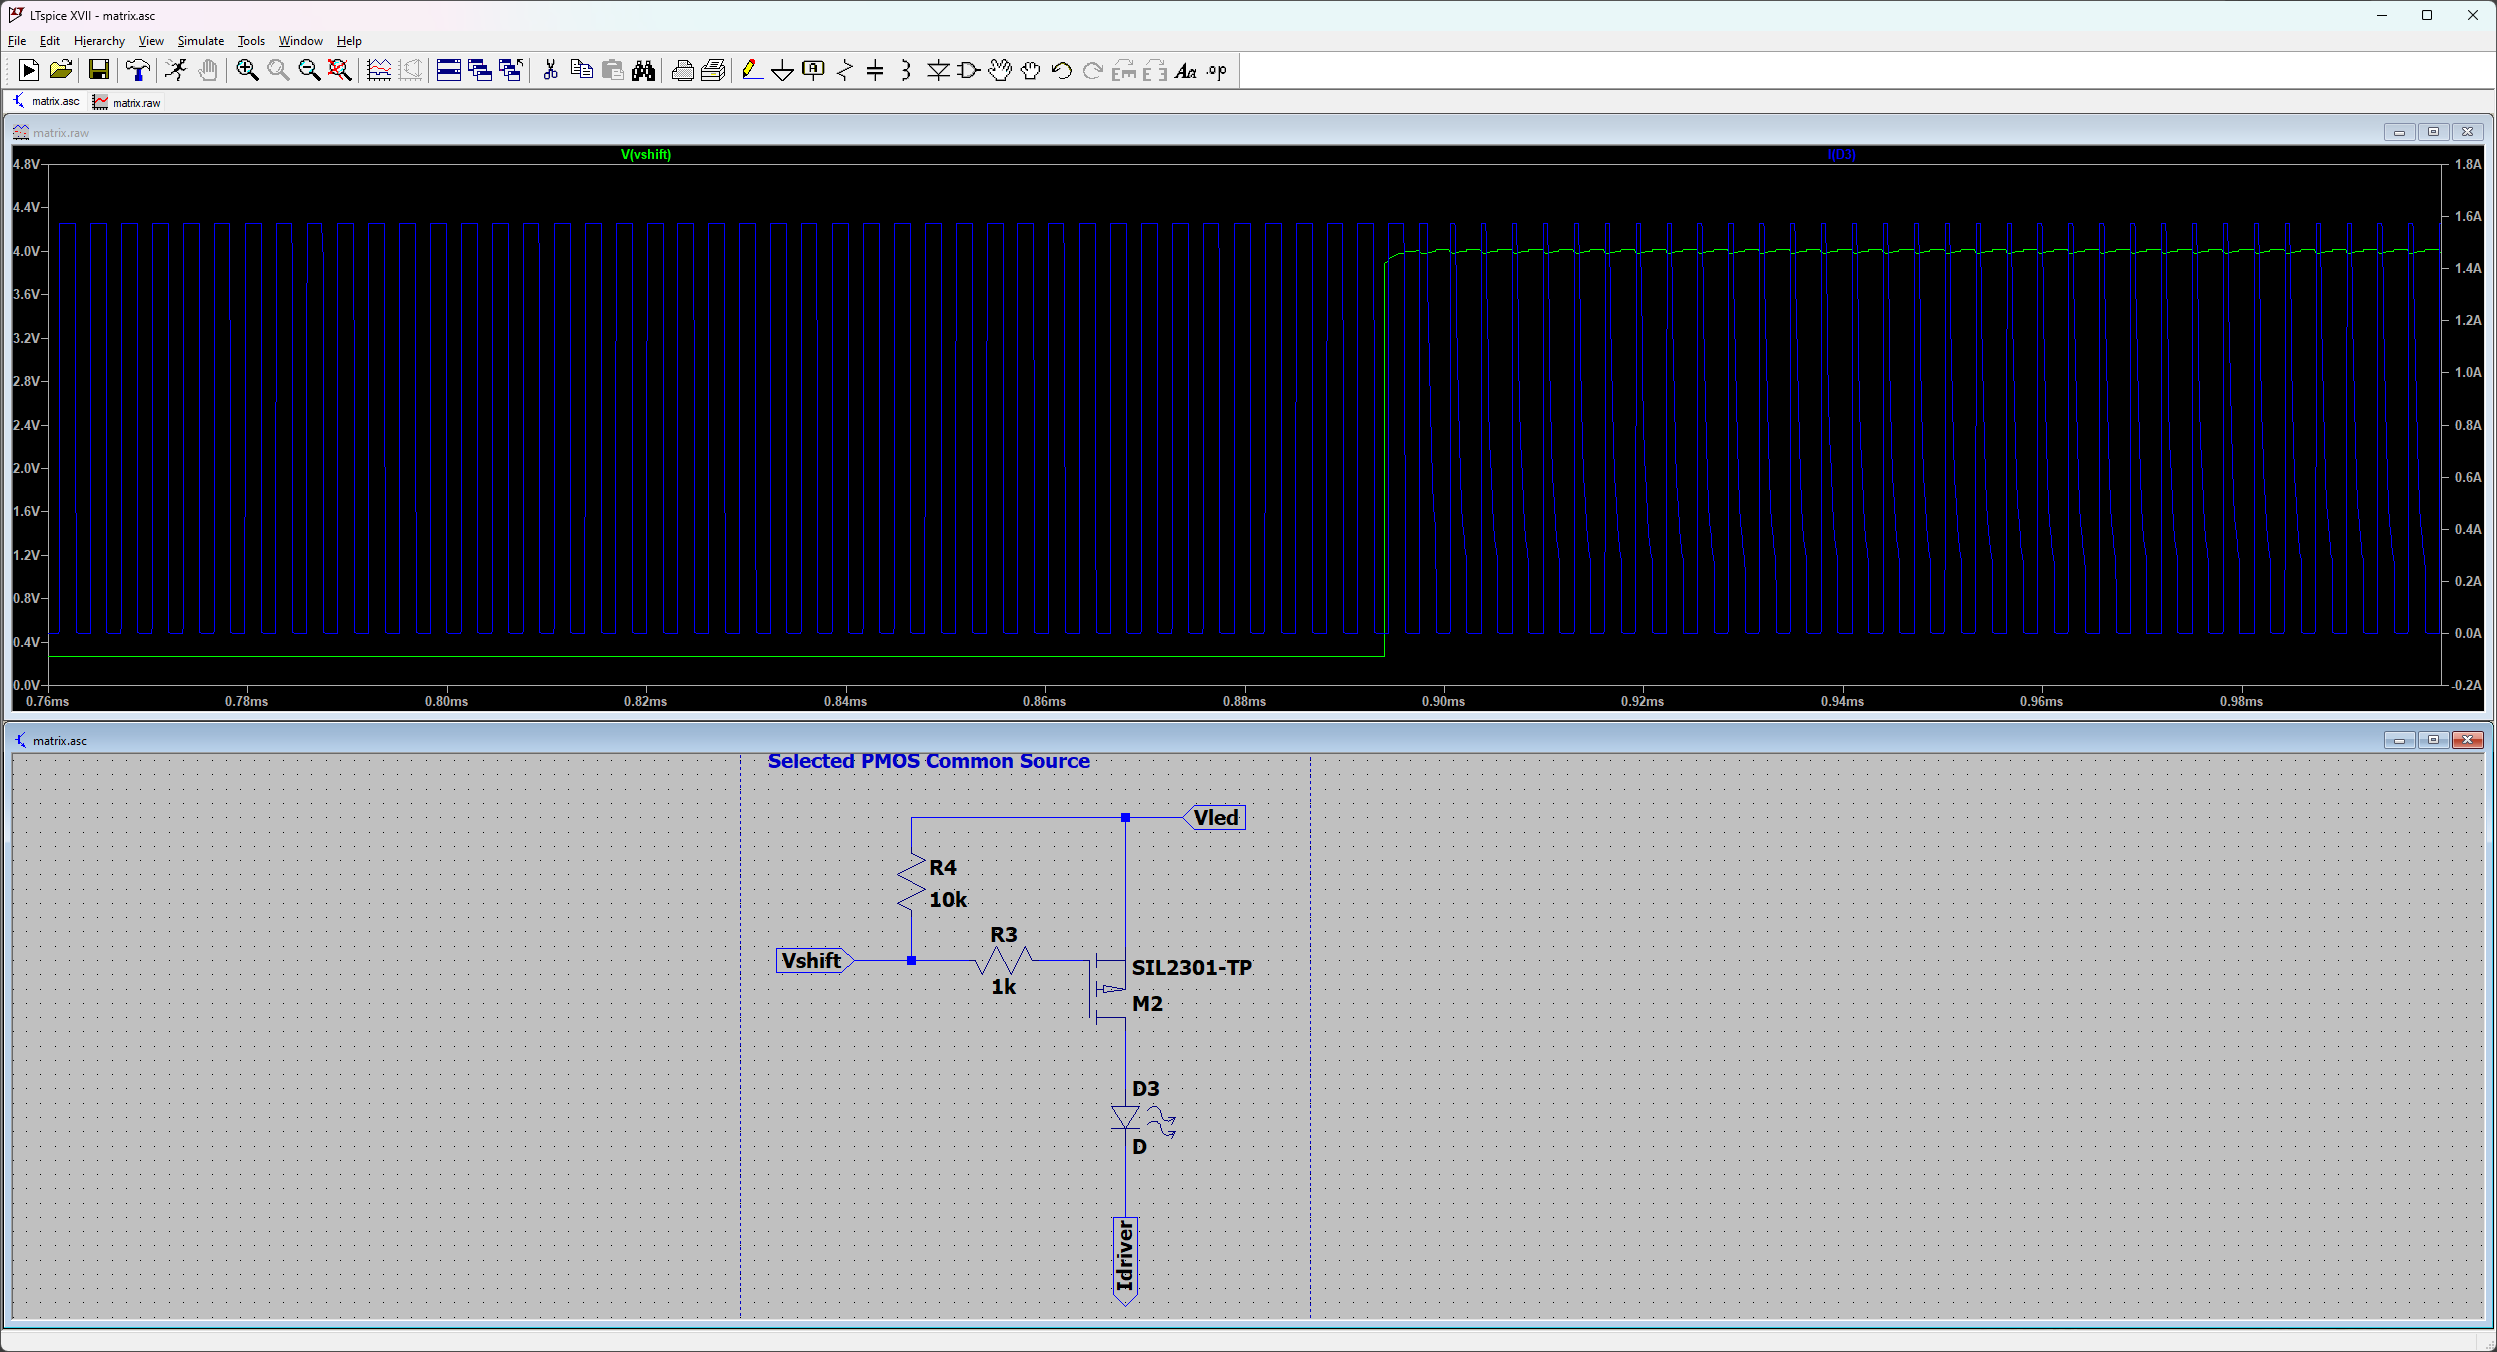 LTspice XVII - matrix.asc
File Edit Hierarchy View Simulate Tools Window Help
A
Aa .op
matrix.asc matrix.raw
matrix.raw
V(vshift) I(D3)
4.8V 1.8A
4.4V
1.6A
4.0V
1.4A
3.6V
1.2A
3.2V
2.8V
1.0A
2.4V
0.8A
2.0V
0.6A
1.6V
0.4A
1.2V
0.2A
0.8V
0.0A
0.4V
0.0V -0.2A
0.76ms 0.78ms 0.80ms 0.82ms 0.84ms 0.86ms 0.88ms 0.90ms 0.92ms 0.94ms 0.96ms 0.98ms
matrix.asc
Selected PMOS Common Source
Vled
R4
10k
R3
Vshift
1k
SIL2301-TP
M2
D3
D
Idriver